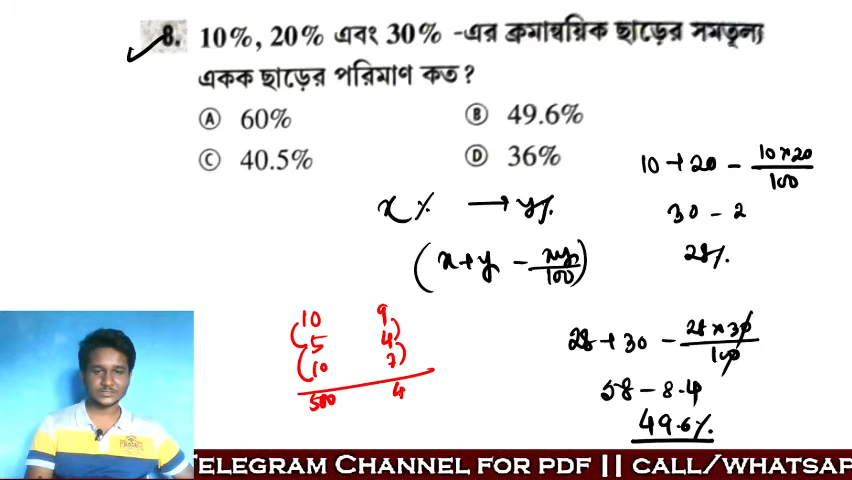 8. 10%, 20% এবং 30% -এর ক্রমান্বয়িক ছাড়ের সমতুল্য
একক ছাড়ের পরিমাণ কত?
Ⓐ 60% Ⓑ 49.6%
Ⓒ 40.5% Ⓓ 36%
10 + 20 - 10×20/100
30 - 2
28%
x% → y%
(x + y - xy/100)
10 9
5 4
10 7
500 4
28 + 30 - 28×30/100
58 - 8.4
49.6%
TELEGRAM CHANNEL FOR PDF || CALL/WHATSAP